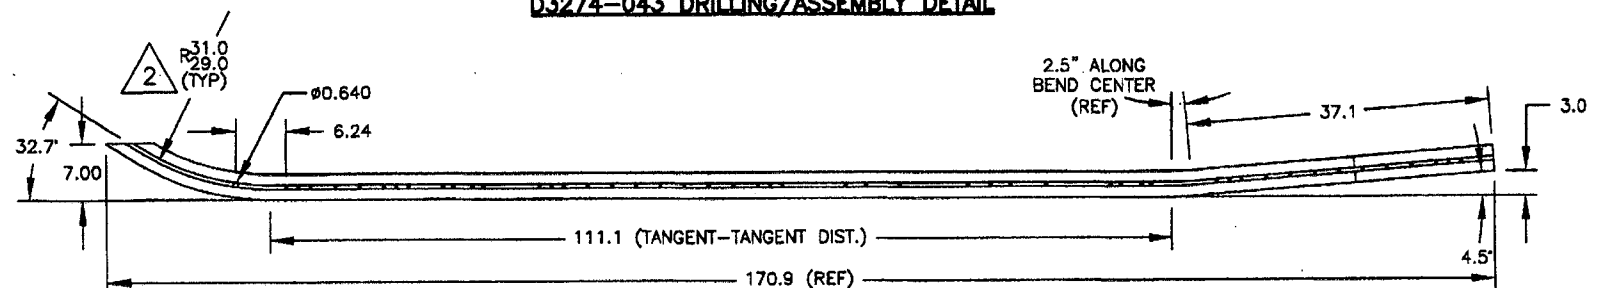 D3274-043 DRILLING/ASSEMBLY DETAIL
2
R31.0
29.0
(TYP)
ø0.640
6.24
2.5" ALONG
BEND CENTER
(REF)
37.1
3.0
32.7°
7.00
111.1 (TANGENT-TANGENT DIST.)
4.5°
170.9 (REF)